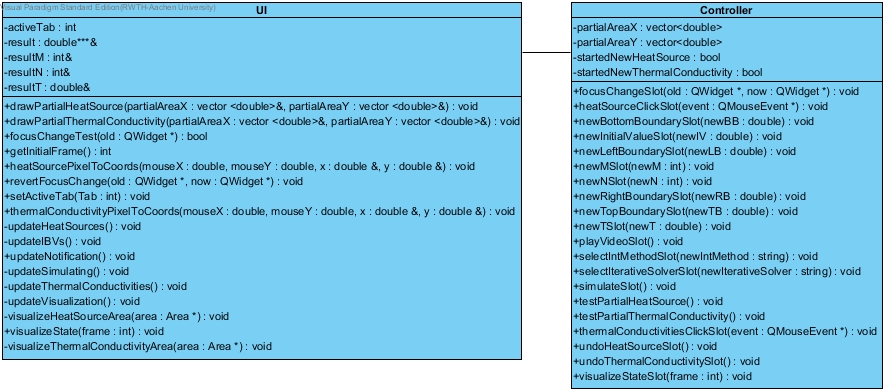 Visual Paradigm Standard Edition(RWTH-Aachen University)
UI
-activeTab : int
-result : double***&
-resultM : int&
-resultN : int&
-resultT : double&
+drawPartialHeatSource(partialAreaX : vector <double>&, partialAreaY : vector <double>&) : void
+drawPartialThermalConductivity(partialAreaX : vector <double>&, partialAreaY : vector <double>&) : void
+focusChangeTest(old : QWidget *) : bool
+getInitialFrame() : int
+heatSourcePixelToCoords(mouseX : double, mouseY : double, x : double &, y : double &) : void
+revertFocusChange(old : QWidget *, now : QWidget *) : void
+setActiveTab(Tab : int) : void
+thermalConductivityPixelToCoords(mouseX : double, mouseY : double, x : double &, y : double &) : void
-updateHeatSources() : void
-updateIBVs() : void
+updateNotification() : void
-updateSimulating() : void
-updateThermalConductivities() : void
-updateVisualization() : void
-visualizeHeatSourceArea(area : Area *) : void
+visualizeState(frame : int) : void
-visualizeThermalConductivityArea(area : Area *) : void
Controller
-partialAreaX : vector<double>
-partialAreaY : vector<double>
-startedNewHeatSource : bool
-startedNewThermalConductivity : bool
+focusChangeSlot(old : QWidget *, now : QWidget *) : void
+heatSourceClickSlot(event : QMouseEvent *) : void
+newBottomBoundarySlot(newBB : double) : void
+newInitialValueSlot(newIV : double) : void
+newLeftBoundarySlot(newLB : double) : void
+newMSlot(newM : int) : void
+newNSlot(newN : int) : void
+newRightBoundarySlot(newRB : double) : void
+newTopBoundarySlot(newTB : double) : void
+newTSlot(newT : double) : void
+playVideoSlot() : void
+selectIntMethodSlot(newIntMethod : string) : void
+selectIterativeSolverSlot(newIterativeSolver : string) : void
+simulateSlot() : void
+testPartialHeatSource() : void
+testPartialThermalConductivity() : void
+thermalConductivitiesClickSlot(event : QMouseEvent *) : void
+undoHeatSourceSlot() : void
+undoThermalConductivitySlot() : void
+visualizeStateSlot(frame : int) : void